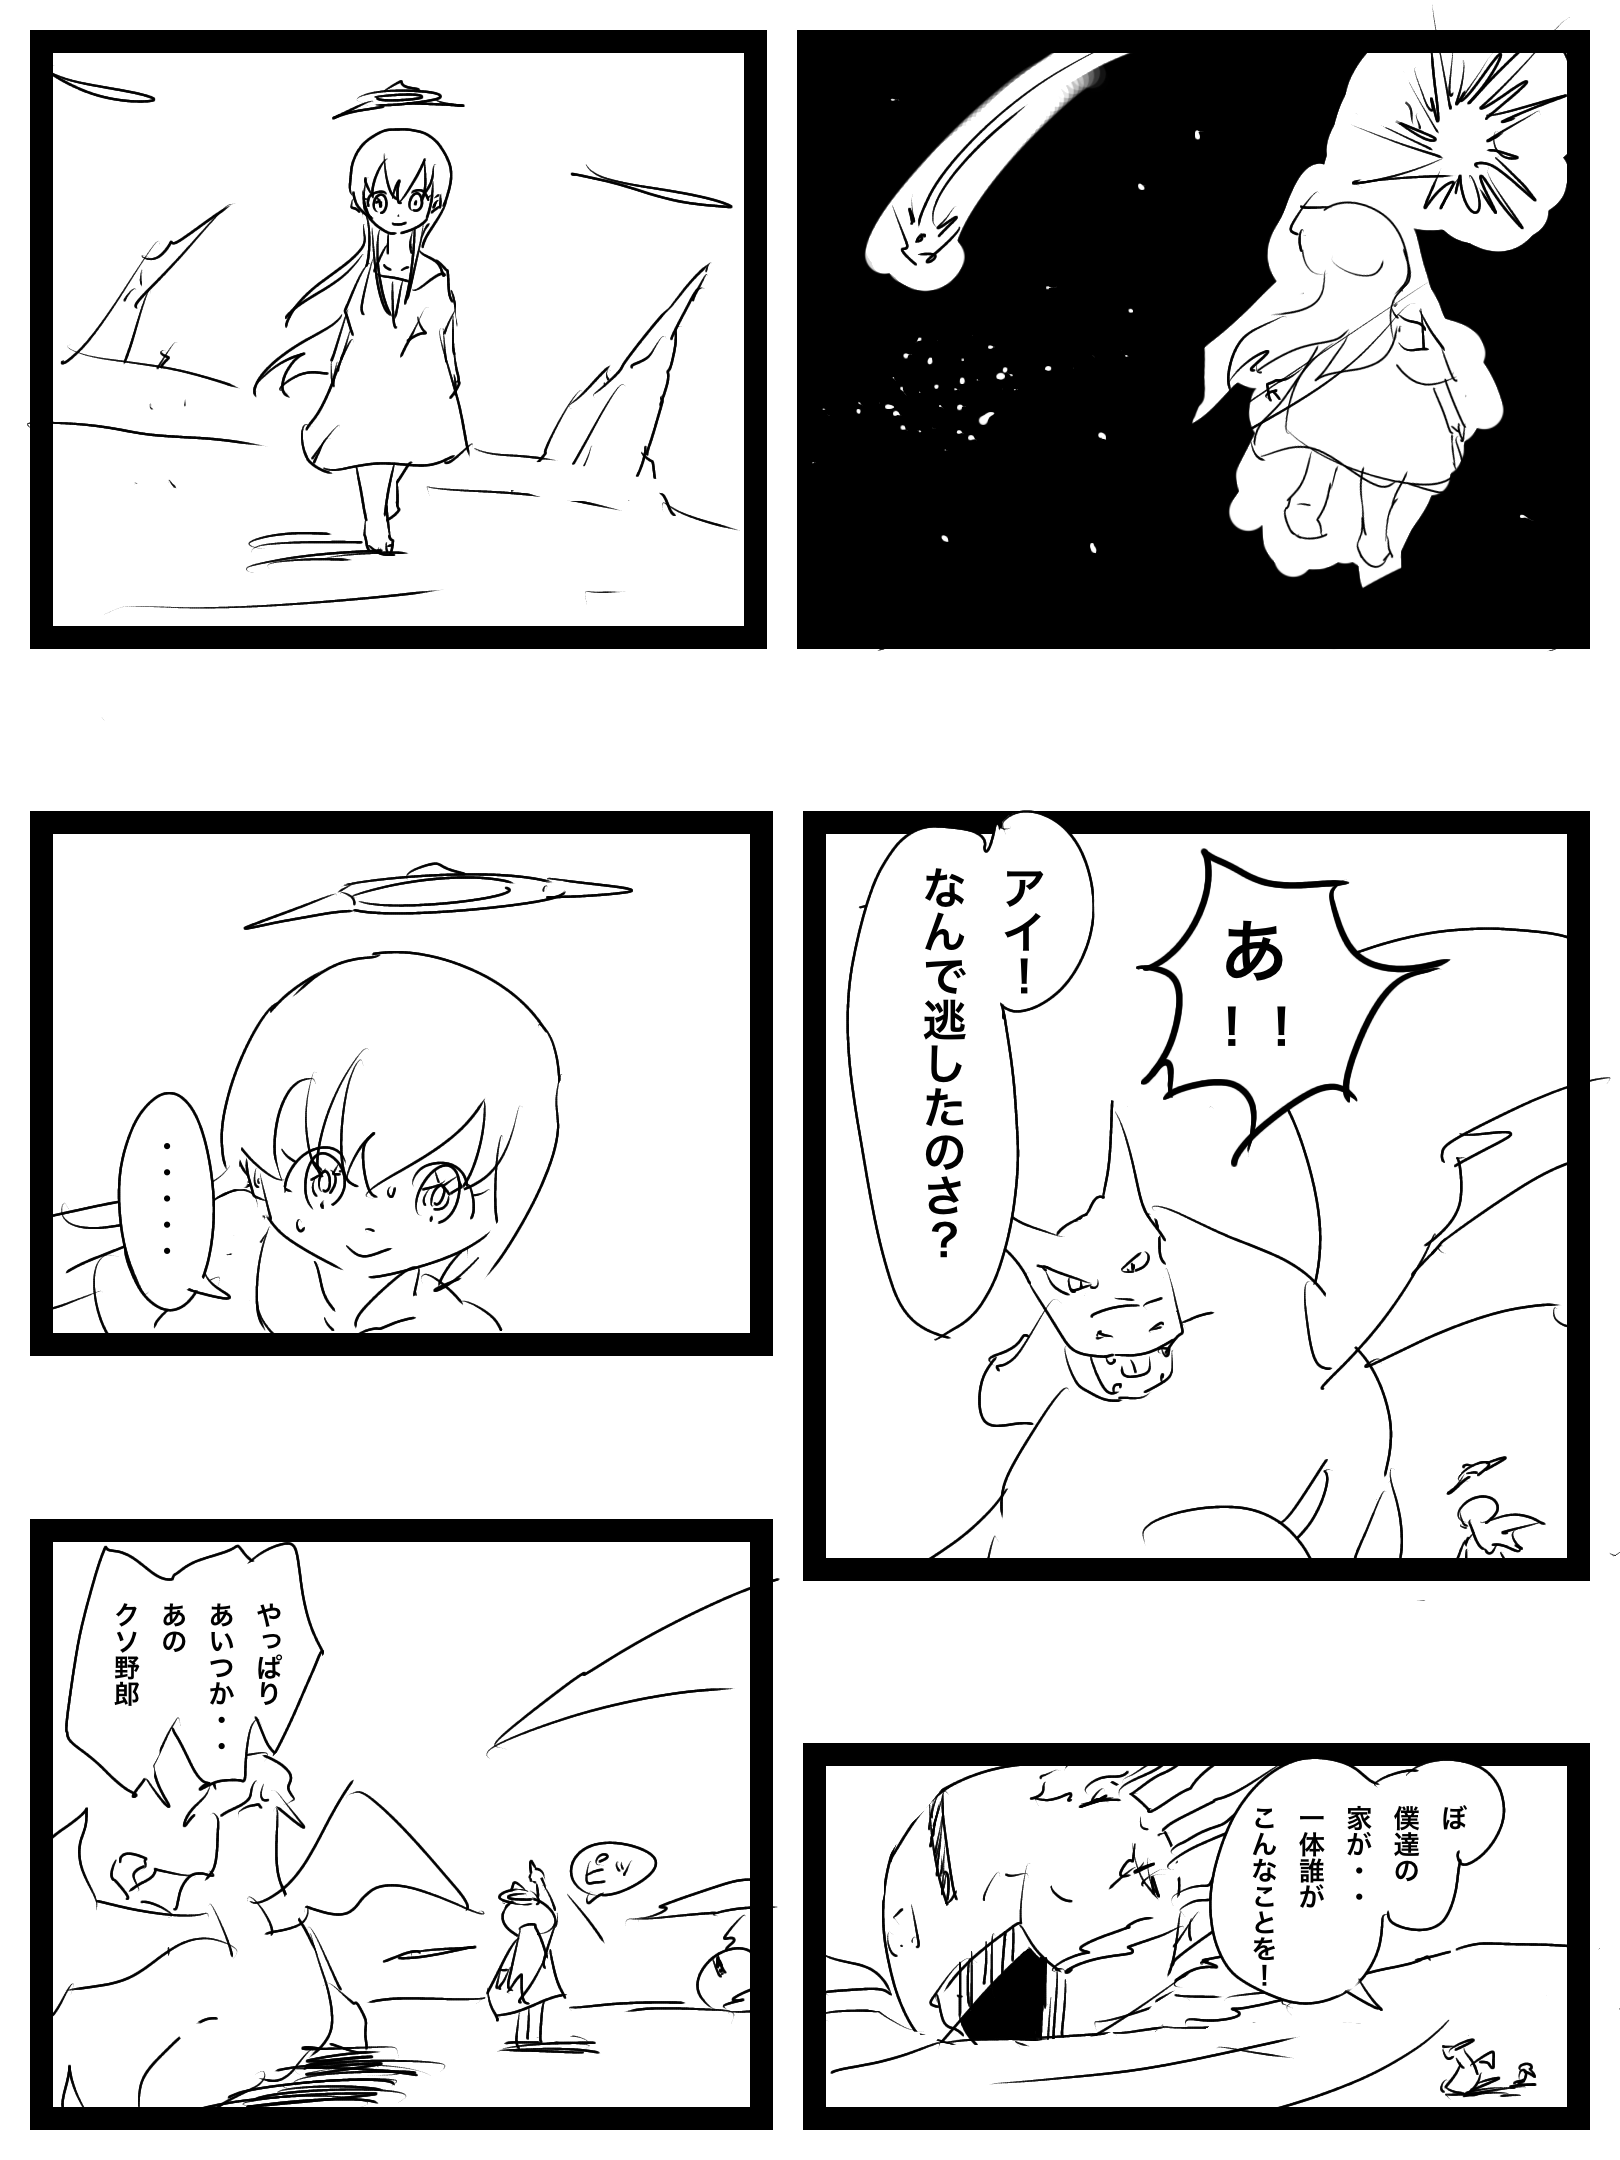 あ！！
アイ！
なんで逃したのさ？
・・・・・
ぼ
僕達の
家が・・
一体誰が
こんなことを！
ピッ
やっぱり
あいつか・・
あの
クソ野郎